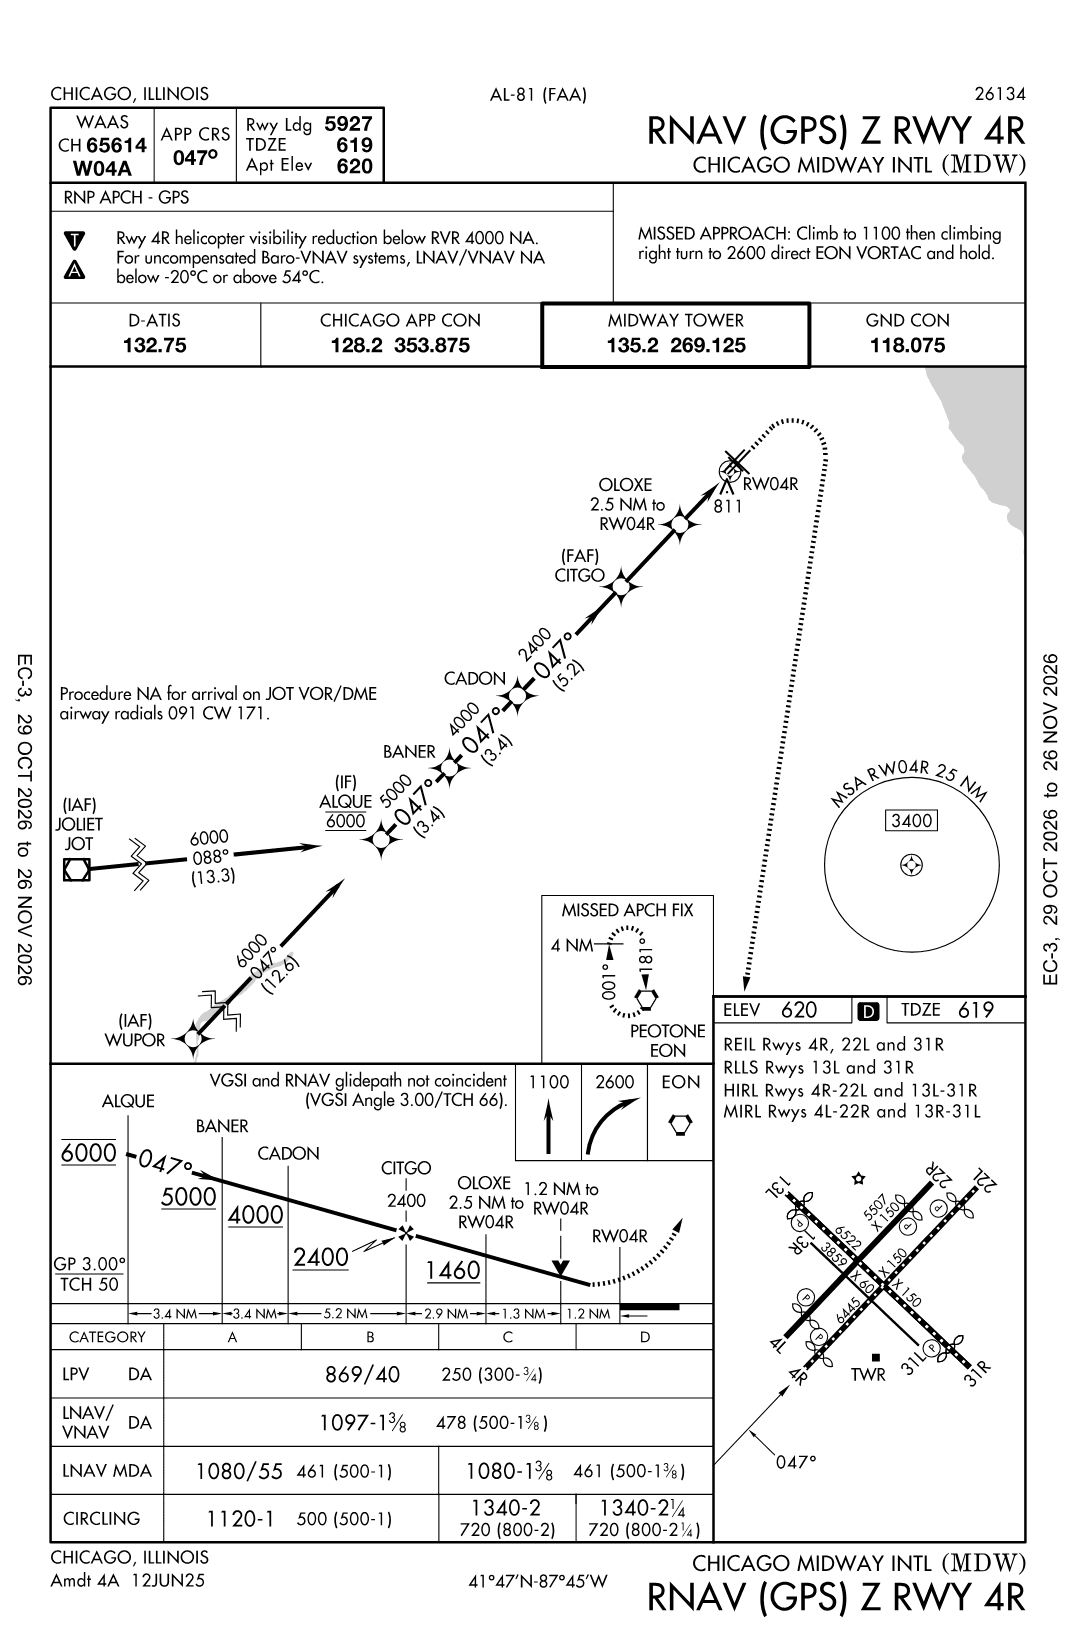 CHICAGO, ILLINOIS
AL-81 (FAA)
26134
WAAS
CH 65614
W04A
APP CRS
047°
Rwy Ldg 5927
TDZE 619
Apt Elev 620
RNAV (GPS) Z RWY 4R
CHICAGO MIDWAY INTL (MDW)
RNP APCH - GPS
T
A
Rwy 4R helicopter visibility reduction below RVR 4000 NA.
For uncompensated Baro-VNAV systems, LNAV/VNAV NA
below -20°C or above 54°C.
MISSED APPROACH: Climb to 1100 then climbing
right turn to 2600 direct EON VORTAC and hold.
D-ATIS
132.75
CHICAGO APP CON
128.2 353.875
MIDWAY TOWER
135.2 269.125
GND CON
118.075
RW04R
811
OLOXE
2.5 NM to
RW04R
(FAF)
CITGO
2400
047°
(5.2)
CADON
4000
047°
(3.4)
BANER
5000
047°
(3.4)
(IF)
ALQUE
6000
Procedure NA for arrival on JOT VOR/DME
airway radials 091 CW 171.
(IAF)
JOLIET
JOT
6000
088°
(13.3)
6000
047°
(12.6)
(IAF)
WUPOR
MSA RW04R 25 NM
3400
MISSED APCH FIX
4 NM
001°
181°
PEOTONE
EON
EC-3, 29 OCT 2026 to 26 NOV 2026
EC-3, 29 OCT 2026 to 26 NOV 2026
ELEV 620
D
TDZE 619
REIL Rwys 4R, 22L and 31R
RLLS Rwys 13L and 31R
HIRL Rwys 4R-22L and 13L-31R
MIRL Rwys 4L-22R and 13R-31L
13L
13R
22R
22L
5507 X 150
6522 X 150
3859 X 60
6445 X 150
P
P
P
P
P
P
4L
4R
31L
31R
TWR
047°
VGSI and RNAV glidepath not coincident
(VGSI Angle 3.00/TCH 66).
1100
2600
EON
ALQUE
6000
047°
BANER
5000
CADON
4000
CITGO
2400
2400
OLOXE
2.5 NM to
RW04R
1460
1.2 NM to
RW04R
RW04R
GP 3.00°
TCH 50
3.4 NM
3.4 NM
5.2 NM
2.9 NM
1.3 NM
1.2 NM
CATEGORY A B C D
LPV DA 869/40 250 (300-¾)
LNAV/VNAV DA 1097-1⅜ 478 (500-1⅜)
LNAV MDA 1080/55 461 (500-1) 1080-1⅜ 461 (500-1⅜)
CIRCLING 1120-1 500 (500-1) 1340-2 720 (800-2) 1340-2¼ 720 (800-2¼)
CHICAGO, ILLINOIS
Amdt 4A 12JUN25
41°47'N-87°45'W
CHICAGO MIDWAY INTL (MDW)
RNAV (GPS) Z RWY 4R